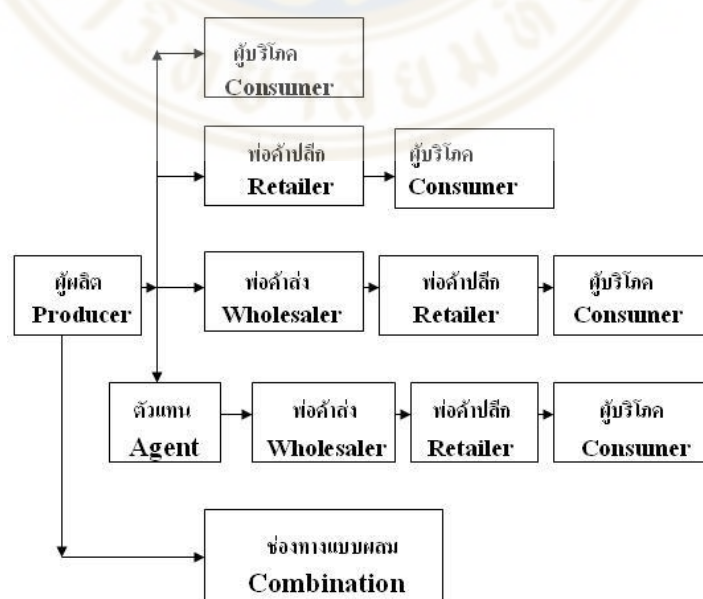 ผู้บริโภค
Consumer
พ่อค้าปลีก
Retailer
ผู้บริโภค
Consumer
ผู้ผลิต
Producer
พ่อค้าส่ง
Wholesaler
พ่อค้าปลีก
Retailer
ผู้บริโภค
Consumer
ตัวแทน
Agent
พ่อค้าส่ง
Wholesaler
พ่อค้าปลีก
Retailer
ผู้บริโภค
Consumer
ช่องทางแบบผสม
Combination